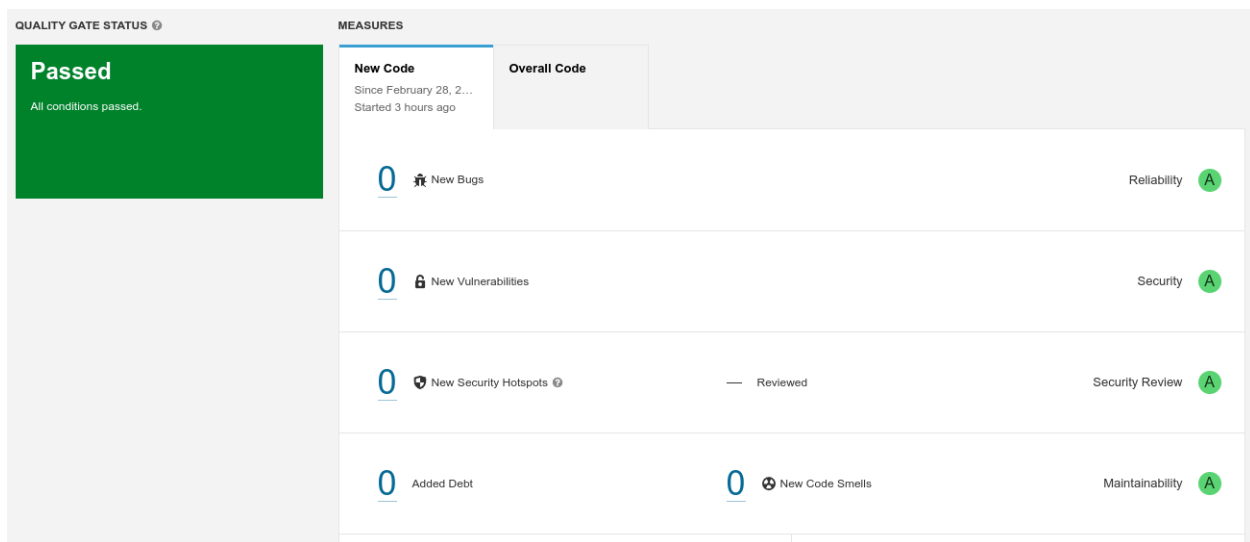 QUALITY GATE STATUS
MEASURES
Passed
All conditions passed.
New Code
Since February 28, 2…
Started 3 hours ago
Overall Code
0 New Bugs
Reliability A
0 New Vulnerabilities
Security A
0 New Security Hotspots
— Reviewed
Security Review A
0 Added Debt
0 New Code Smells
Maintainability A